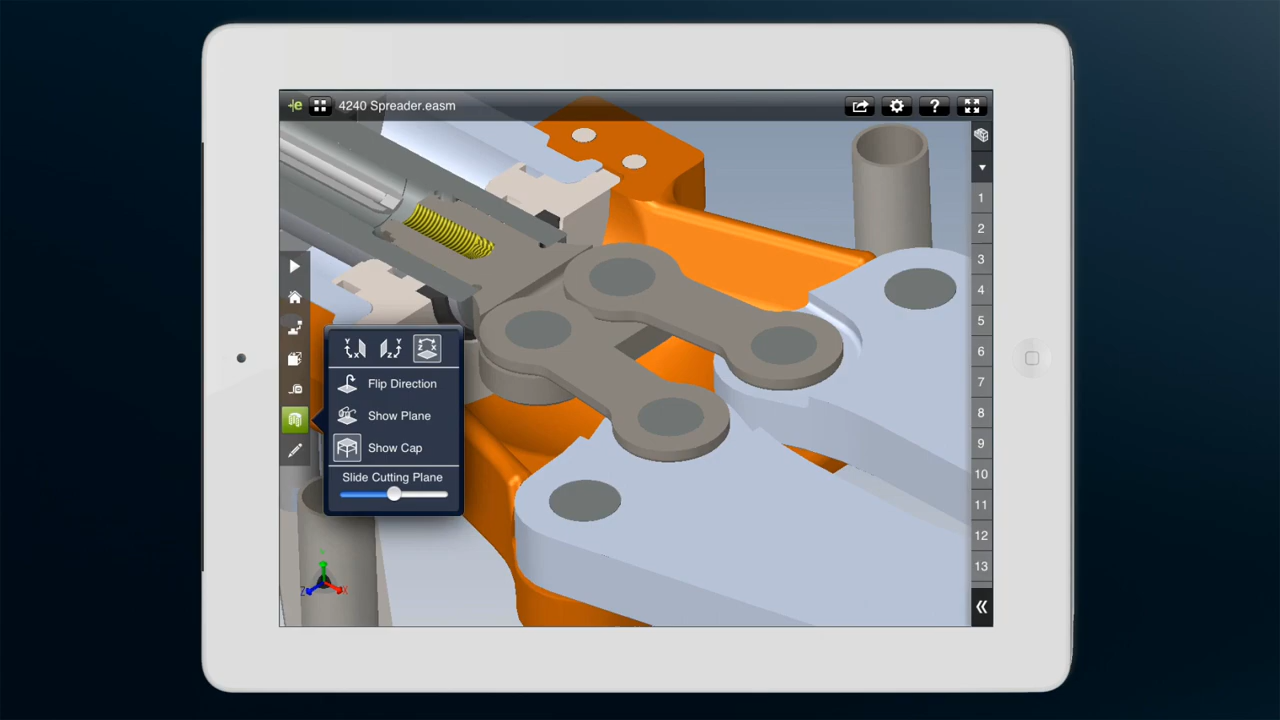 e
4240 Spreader.easm
?
1
2
3
4
5
6
7
8
9
10
11
12
13
Y X
Z Y
Z X
Flip Direction
Show Plane
Show Cap
Slide Cutting Plane
Y
Z X